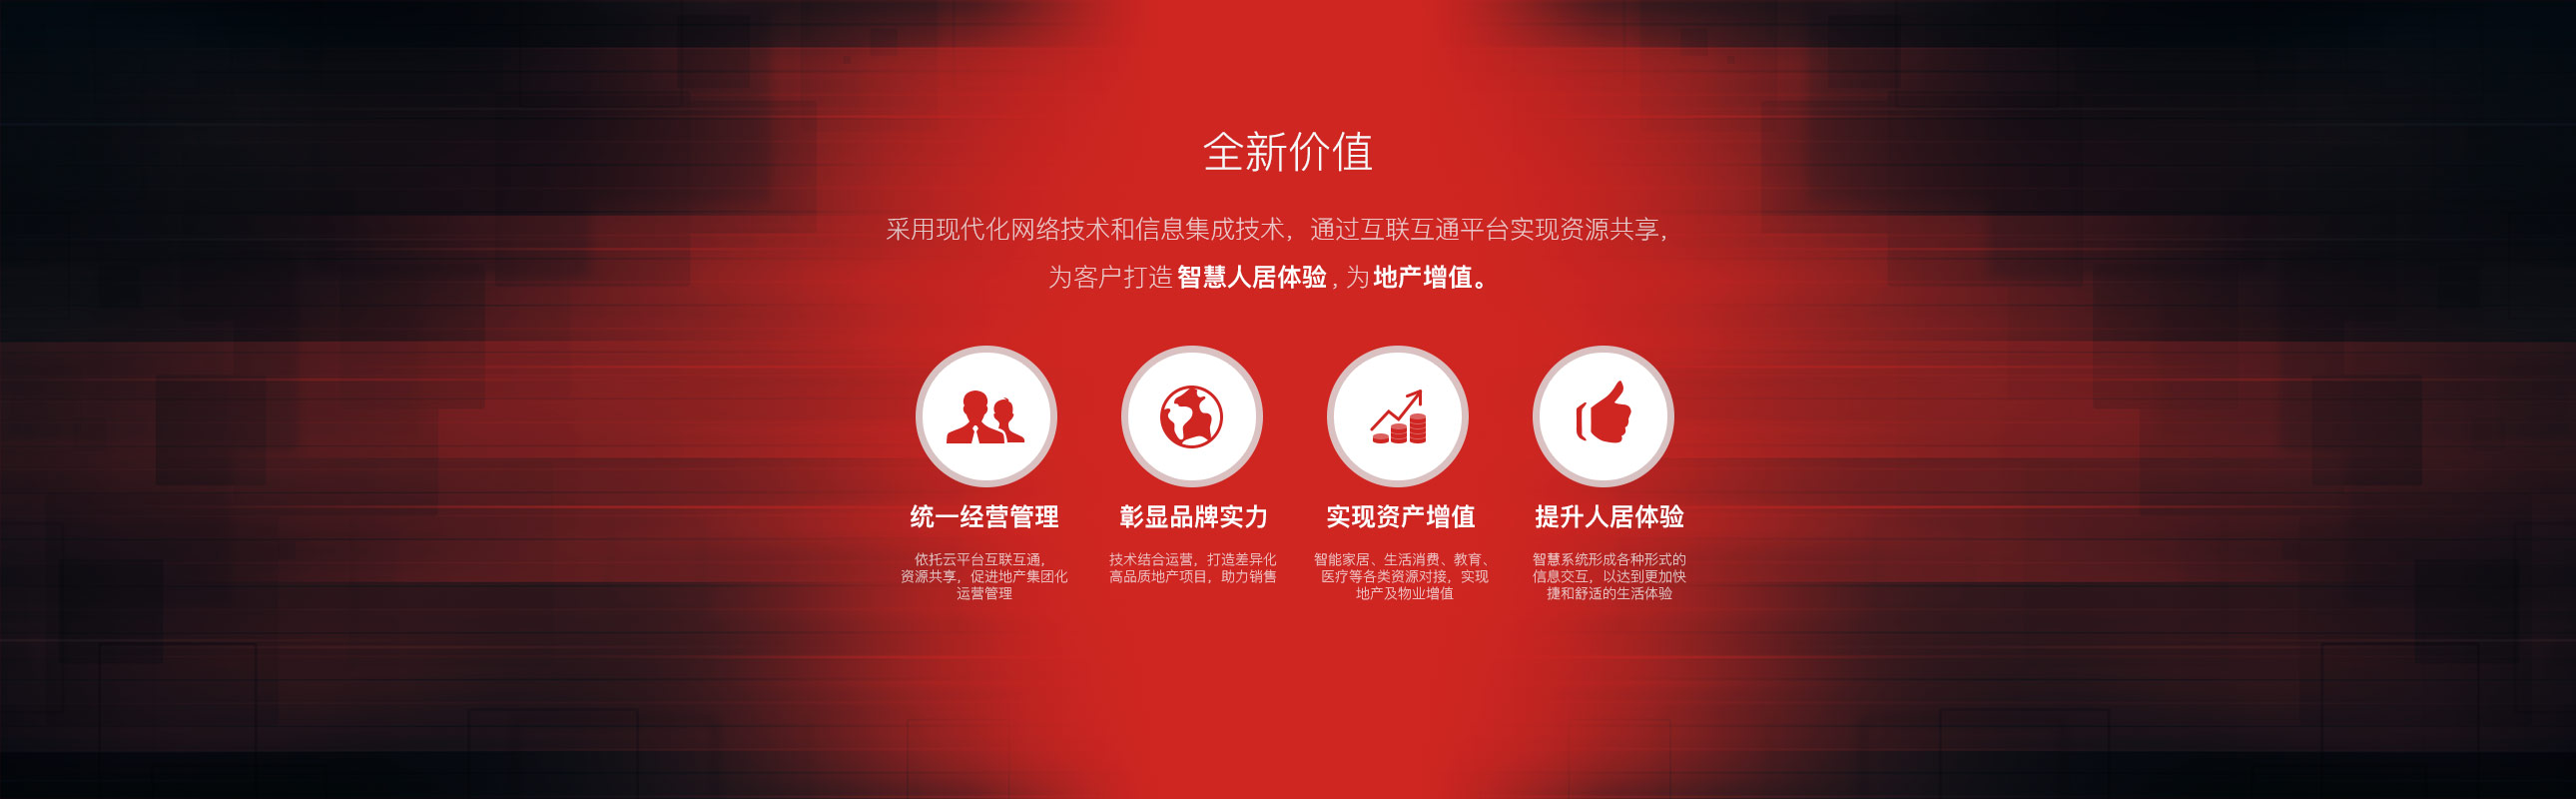 全新价值
采用现代化网络技术和信息集成技术，通过互联互通平台实现资源共享，
为客户打造 智慧人居体验，为 地产增值。
统一经营管理
依托云平台互联互通，
资源共享，促进地产集团化
运营管理
彰显品牌实力
技术结合运营，打造差异化
高品质地产项目，助力销售
实现资产增值
智能家居、生活消费、教育、
医疗等各类资源对接，实现
地产及物业增值
提升人居体验
智慧系统形成各种形式的
信息交互，以达到更加快
捷和舒适的生活体验